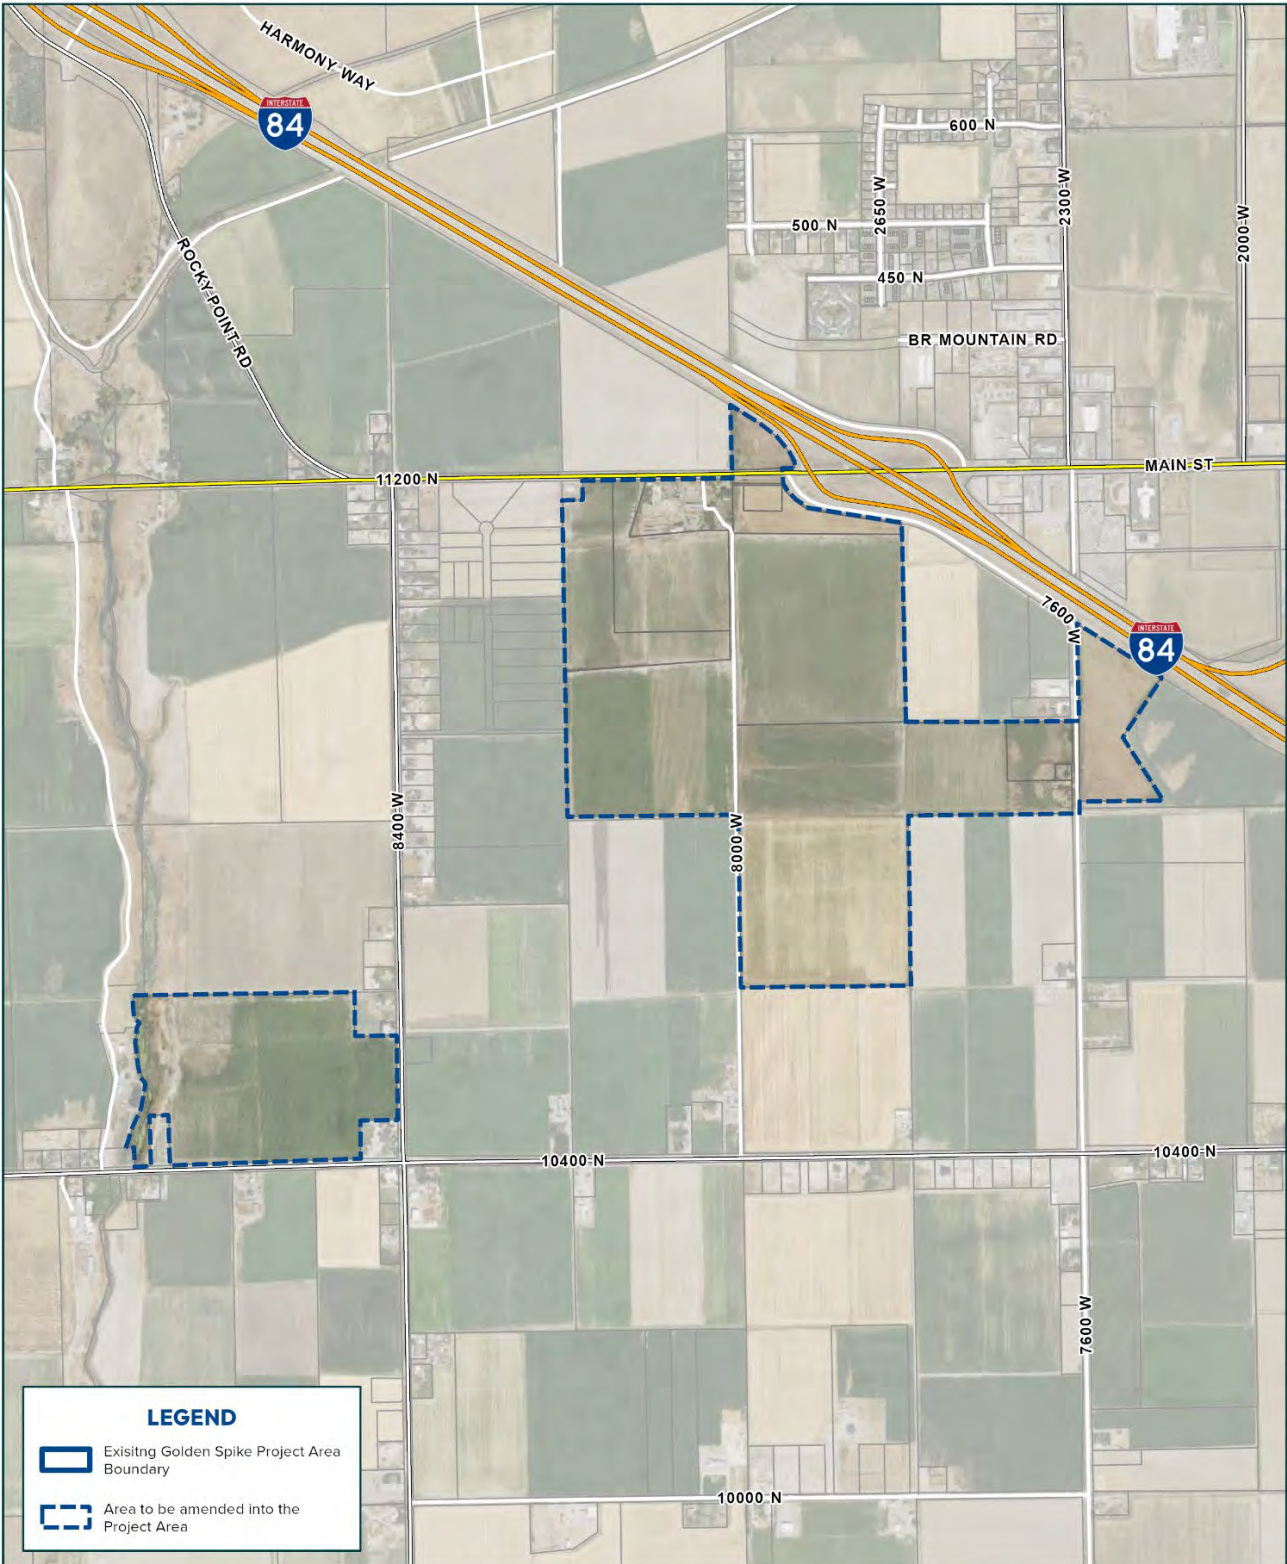 HARMONY WAY
INTERSTATE
84
600 N
2650 W
2300 W
2000 W
500 N
ROCKY POINT RD
450 N
BR MOUNTAIN RD
11200 N
MAIN ST
7600 W
INTERSTATE
84
8400 W
8000 W
10400 N
10400 N
7600 W
10000 N
LEGEND
Exisitng Golden Spike Project Area
Boundary
Area to be amended into the
Project Area